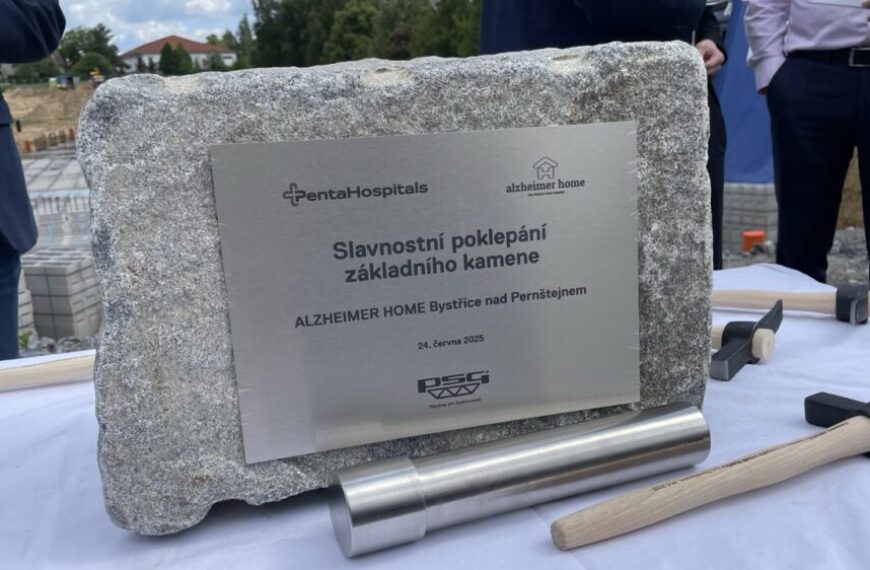 PentaHospitals
alzheimer home
Slavnostní poklepání
základního kamene
ALZHEIMER HOME Bystřice nad Pernštejnem
24. června 2025
PSG